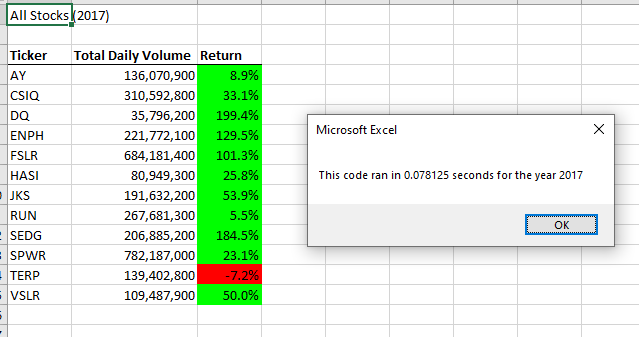 All Stocks (2017)
Ticker Total Daily Volume Return
AY 136,070,900 8.9%
CSIQ 310,592,800 33.1%
DQ 35,796,200 199.4%
ENPH 221,772,100 129.5%
FSLR 684,181,400 101.3%
HASI 80,949,300 25.8%
JKS 191,632,200 53.9%
RUN 267,681,300 5.5%
SEDG 206,885,200 184.5%
SPWR 782,187,000 23.1%
TERP 139,402,800 -7.2%
VSLR 109,487,900 50.0%
Microsoft Excel
This code ran in 0.078125 seconds for the year 2017
OK